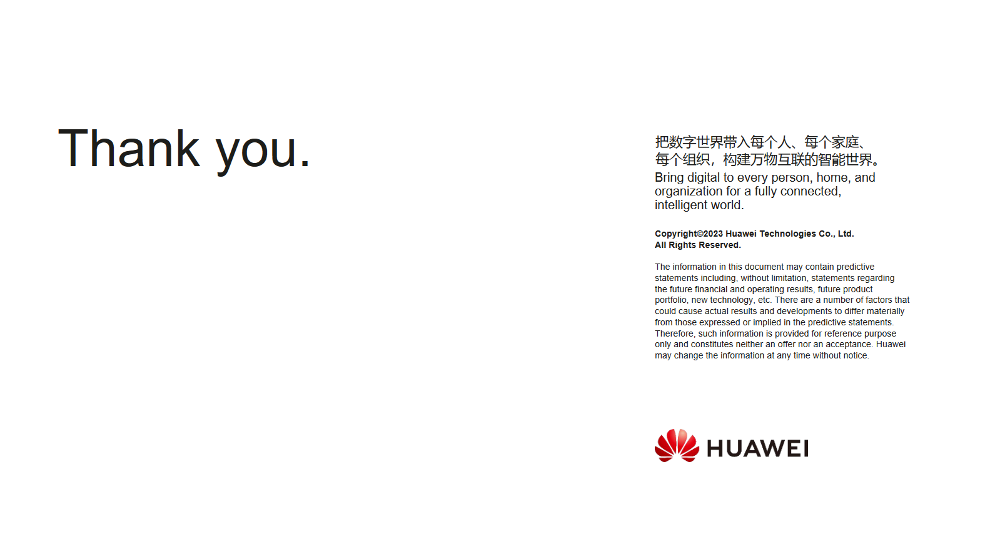 Thank you.
把数字世界带入每个人、每个家庭、
每个组织，构建万物互联的智能世界。
Bring digital to every person, home, and
organization for a fully connected,
intelligent world.
Copyright©2023 Huawei Technologies Co., Ltd.
All Rights Reserved.
The information in this document may contain predictive
statements including, without limitation, statements regarding
the future financial and operating results, future product
portfolio, new technology, etc. There are a number of factors that
could cause actual results and developments to differ materially
from those expressed or implied in the predictive statements.
Therefore, such information is provided for reference purpose
only and constitutes neither an offer nor an acceptance. Huawei
may change the information at any time without notice.
HUAWEI